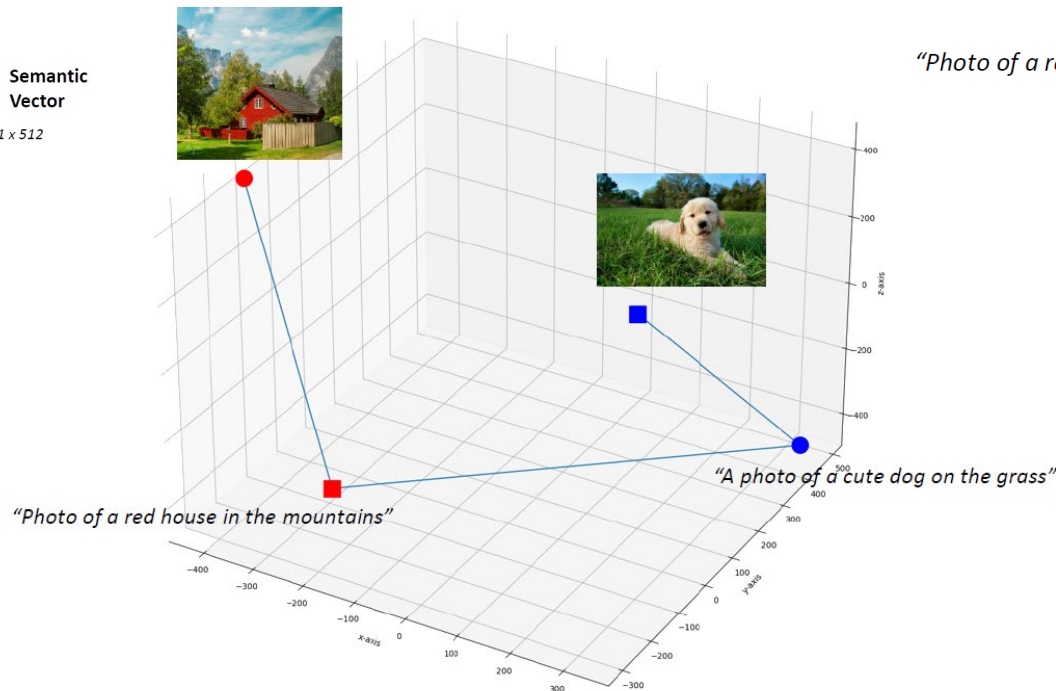 Semantic
Vector
1 x 512
“Photo of a r
400
200
0
z-axis
−200
−400
“A photo of a cute dog on the grass”
500
400
300
200
100
0
y-axis
−100
−200
−300
“Photo of a red house in the mountains”
−400
−300
−200
−100
0
100
200
300
x-axis